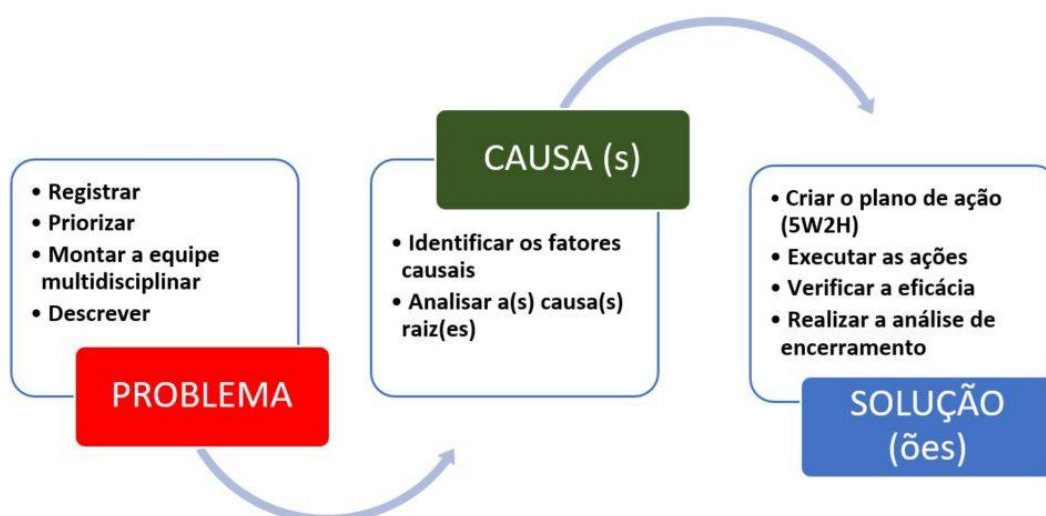 • Registrar
• Priorizar
• Montar a equipe
multidisciplinar
• Descrever
PROBLEMA
CAUSA (s)
• Identificar os fatores
causais
• Analisar a(s) causa(s)
raiz(es)
• Criar o plano de ação
(5W2H)
• Executar as ações
• Verificar a eficácia
• Realizar a análise de
encerramento
SOLUÇÃO
(ões)